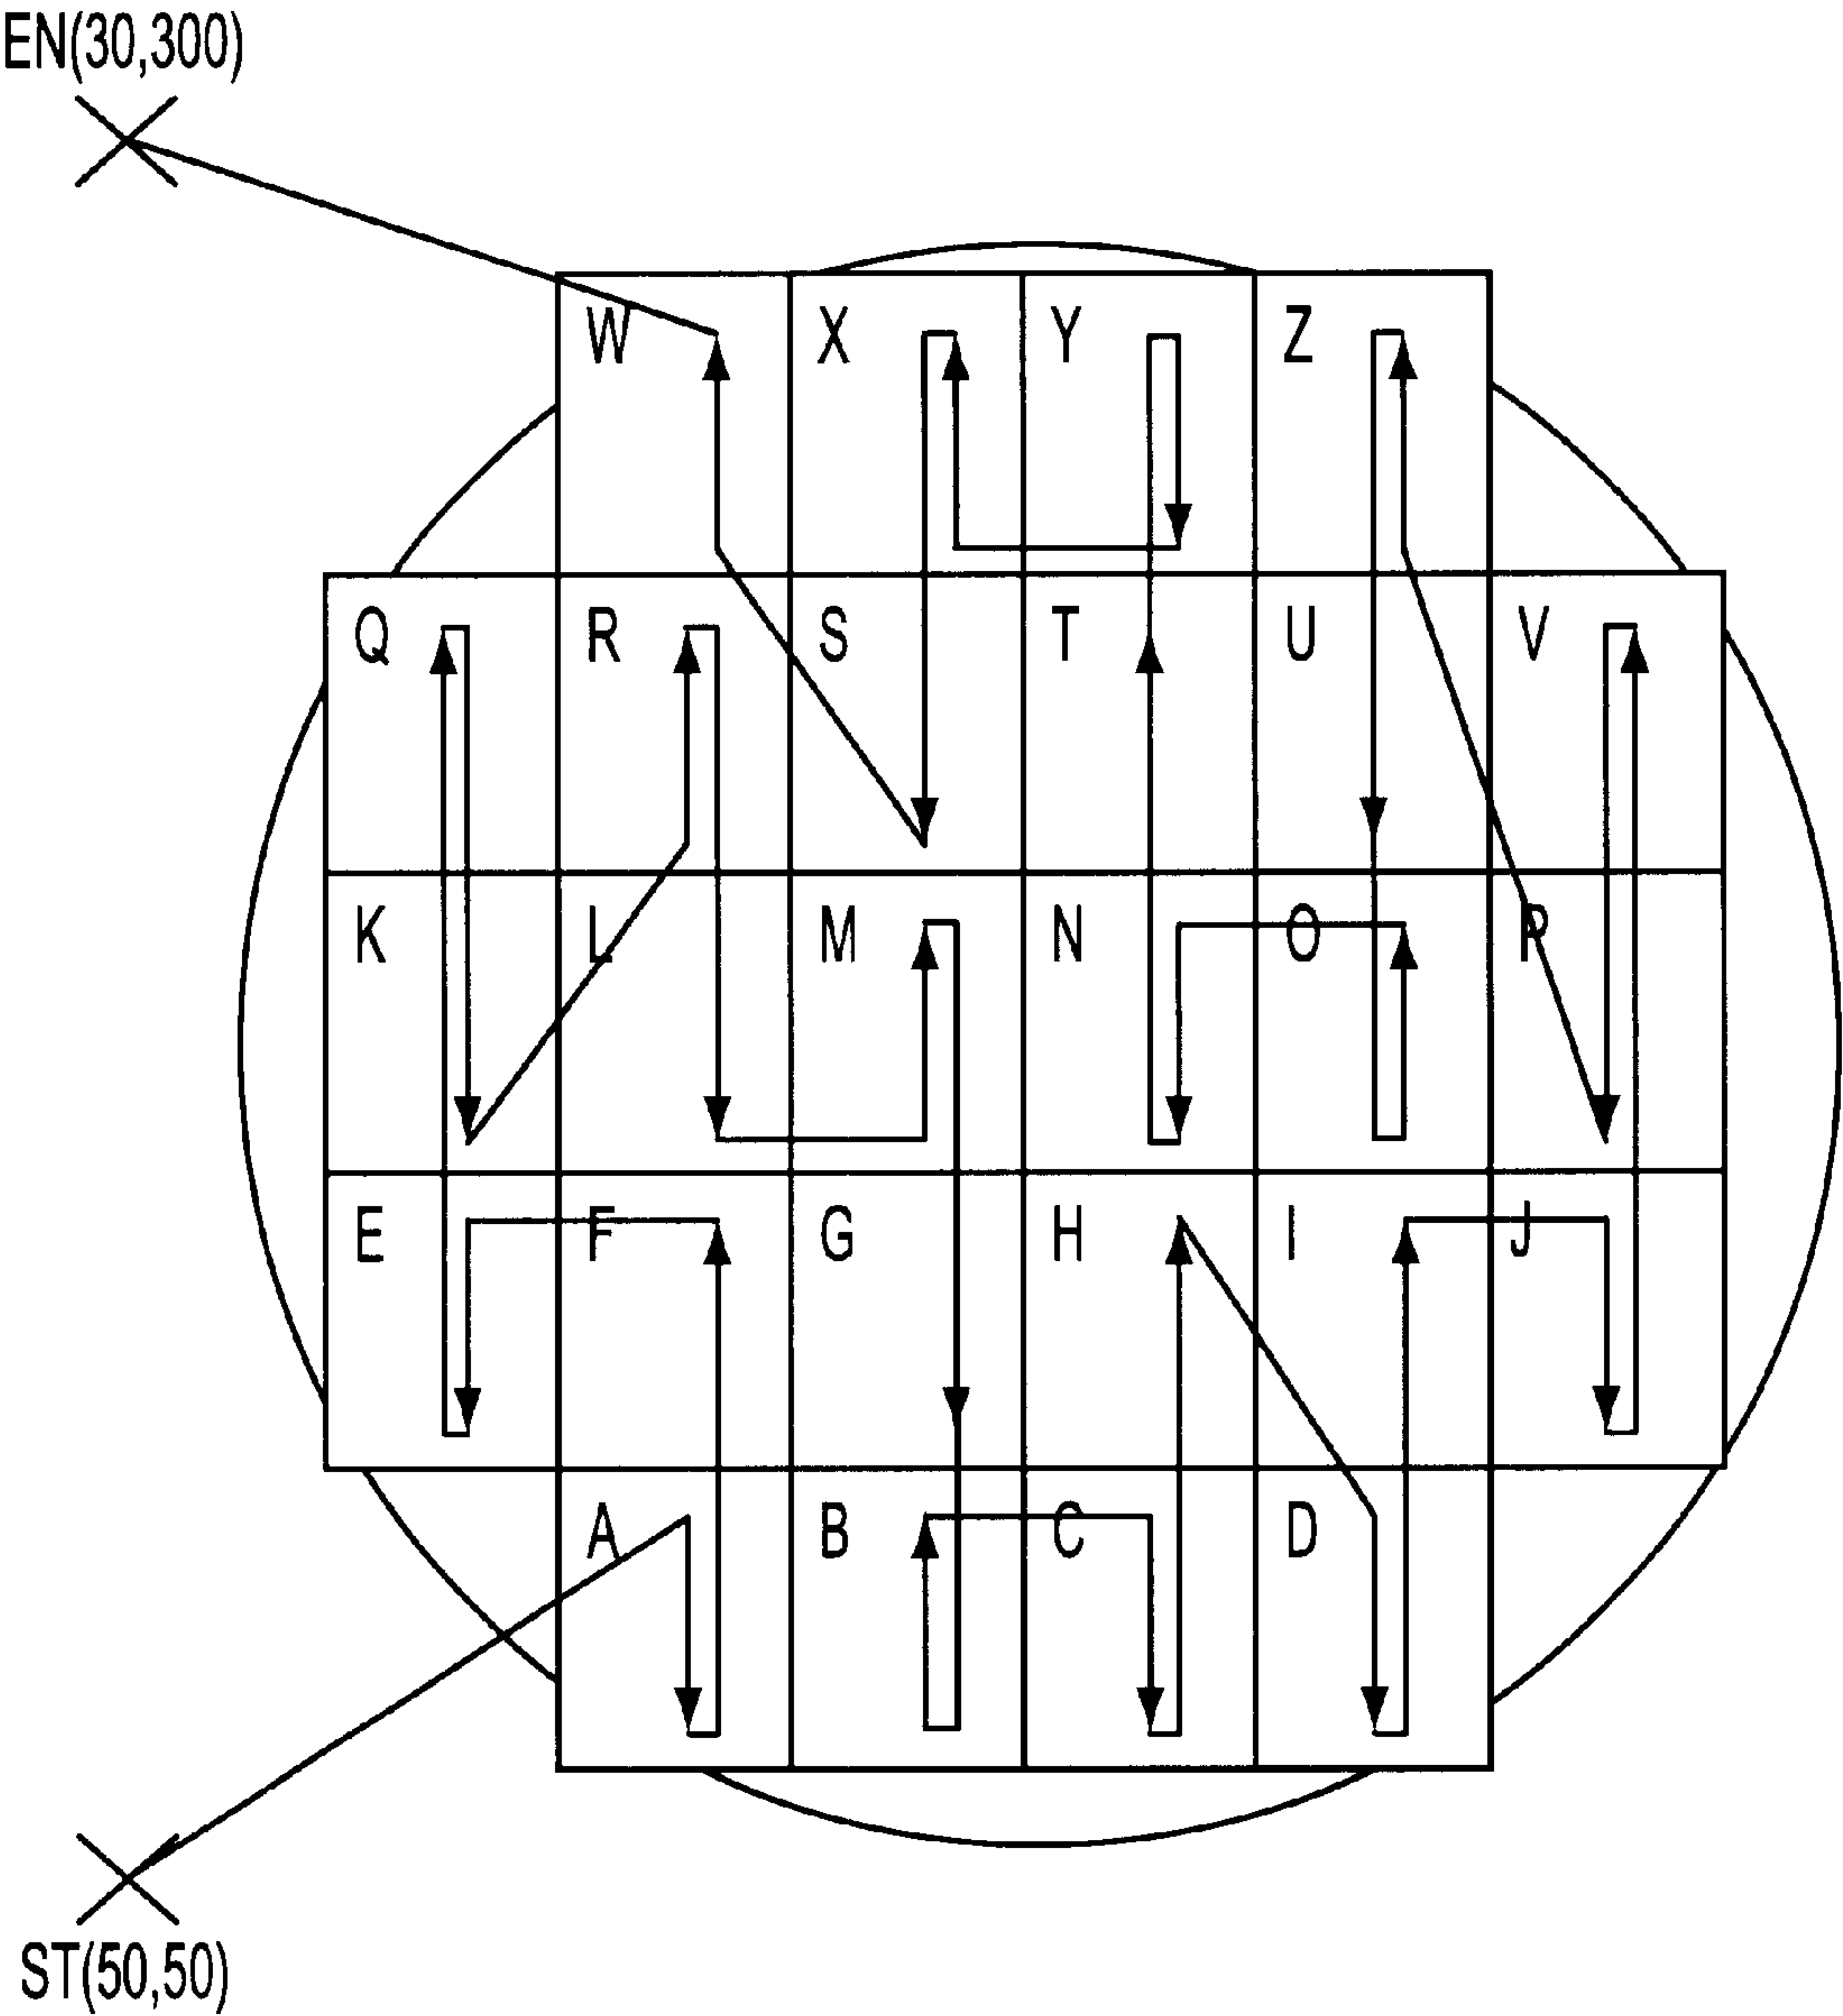 EN(30,300)
W X Y Z
Q R S T U V
K L M N O P
E F G H I J
A B C D
ST(50,50)